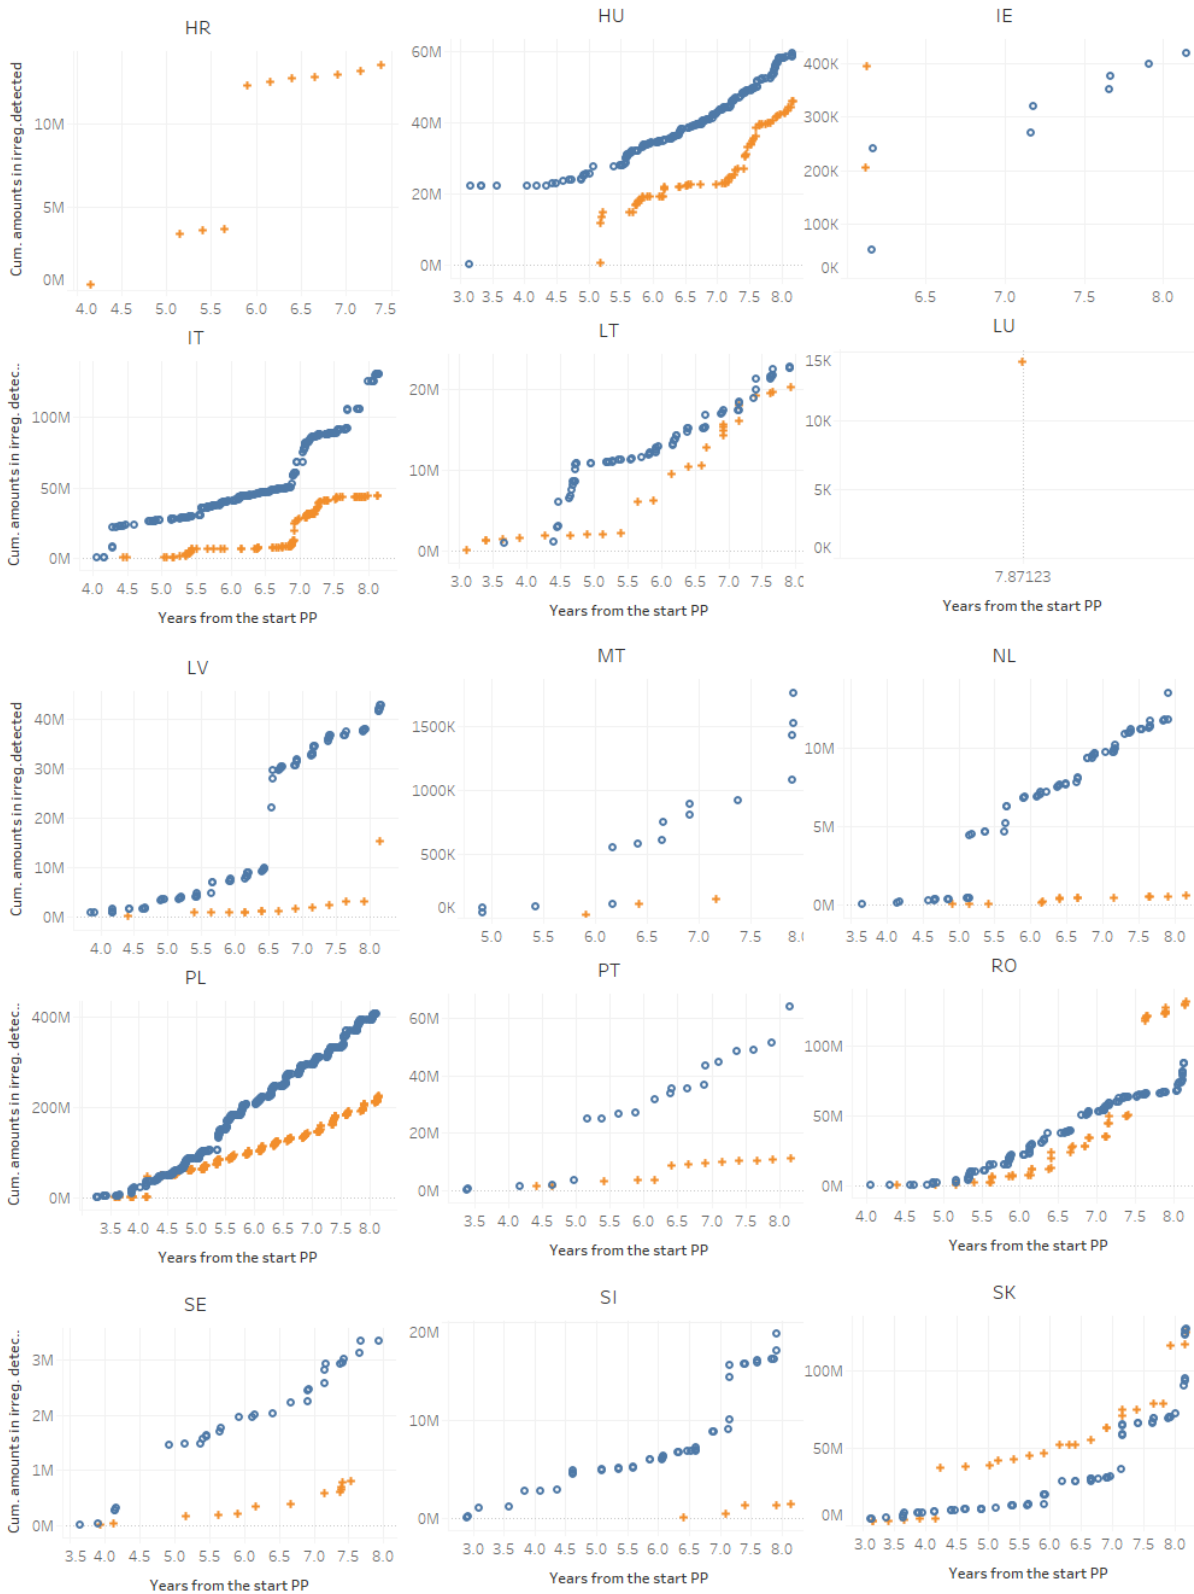 HR
HU
IE
Cum. amounts in irreg.detected
10M
5M
0M
4.0 4.5 5.0 5.5 6.0 6.5 7.0 7.5
60M
40M
20M
0M
3.0 3.5 4.0 4.5 5.0 5.5 6.0 6.5 7.0 7.5 8.0
400K
300K
200K
100K
0K
6.5 7.0 7.5 8.0
IT
LT
LU
Cum. amounts in irreg. detec..
100M
50M
0M
4.0 4.5 5.0 5.5 6.0 6.5 7.0 7.5 8.0
Years from the start PP
20M
10M
0M
3.0 3.5 4.0 4.5 5.0 5.5 6.0 6.5 7.0 7.5 8.0
Years from the start PP
15K
10K
5K
0K
7.87123
Years from the start PP
LV
MT
NL
Cum. amounts in irreg.detected
40M
30M
20M
10M
0M
4.0 4.5 5.0 5.5 6.0 6.5 7.0 7.5 8.0
1500K
1000K
500K
0K
5.0 5.5 6.0 6.5 7.0 7.5 8.0
10M
5M
0M
3.5 4.0 4.5 5.0 5.5 6.0 6.5 7.0 7.5 8.0
PL
PT
RO
Cum. amounts in irreg. detec..
400M
200M
0M
3.5 4.0 4.5 5.0 5.5 6.0 6.5 7.0 7.5 8.0
Years from the start PP
60M
40M
20M
0M
3.5 4.0 4.5 5.0 5.5 6.0 6.5 7.0 7.5 8.0
Years from the start PP
100M
50M
0M
4.0 4.5 5.0 5.5 6.0 6.5 7.0 7.5 8.0
Years from the start PP
SE
SI
SK
Cum. amounts in irreg. detec..
3M
2M
1M
0M
3.5 4.0 4.5 5.0 5.5 6.0 6.5 7.0 7.5 8.0
Years from the start PP
20M
10M
0M
3.0 3.5 4.0 4.5 5.0 5.5 6.0 6.5 7.0 7.5 8.0
Years from the start PP
100M
50M
0M
3.0 3.5 4.0 4.5 5.0 5.5 6.0 6.5 7.0 7.5 8.0
Years from the start PP